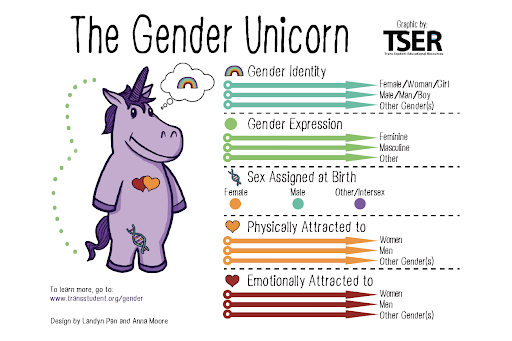 The Gender Unicorn
Graphic by:
TSER
Trans Student Educational Resources
Gender Identity
Female/Woman/Girl
Male/Man/Boy
Other Gender(s)
Gender Expression
Feminine
Masculine
Other
Sex Assigned at Birth
Female Male Other/Intersex
Physically Attracted to
Women
Men
Other Gender(s)
Emotionally Attracted to
Women
Men
Other Gender(s)
To learn more, go to:
www.transstudent.org/gender
Design by Landyn Pan and Anna Moore